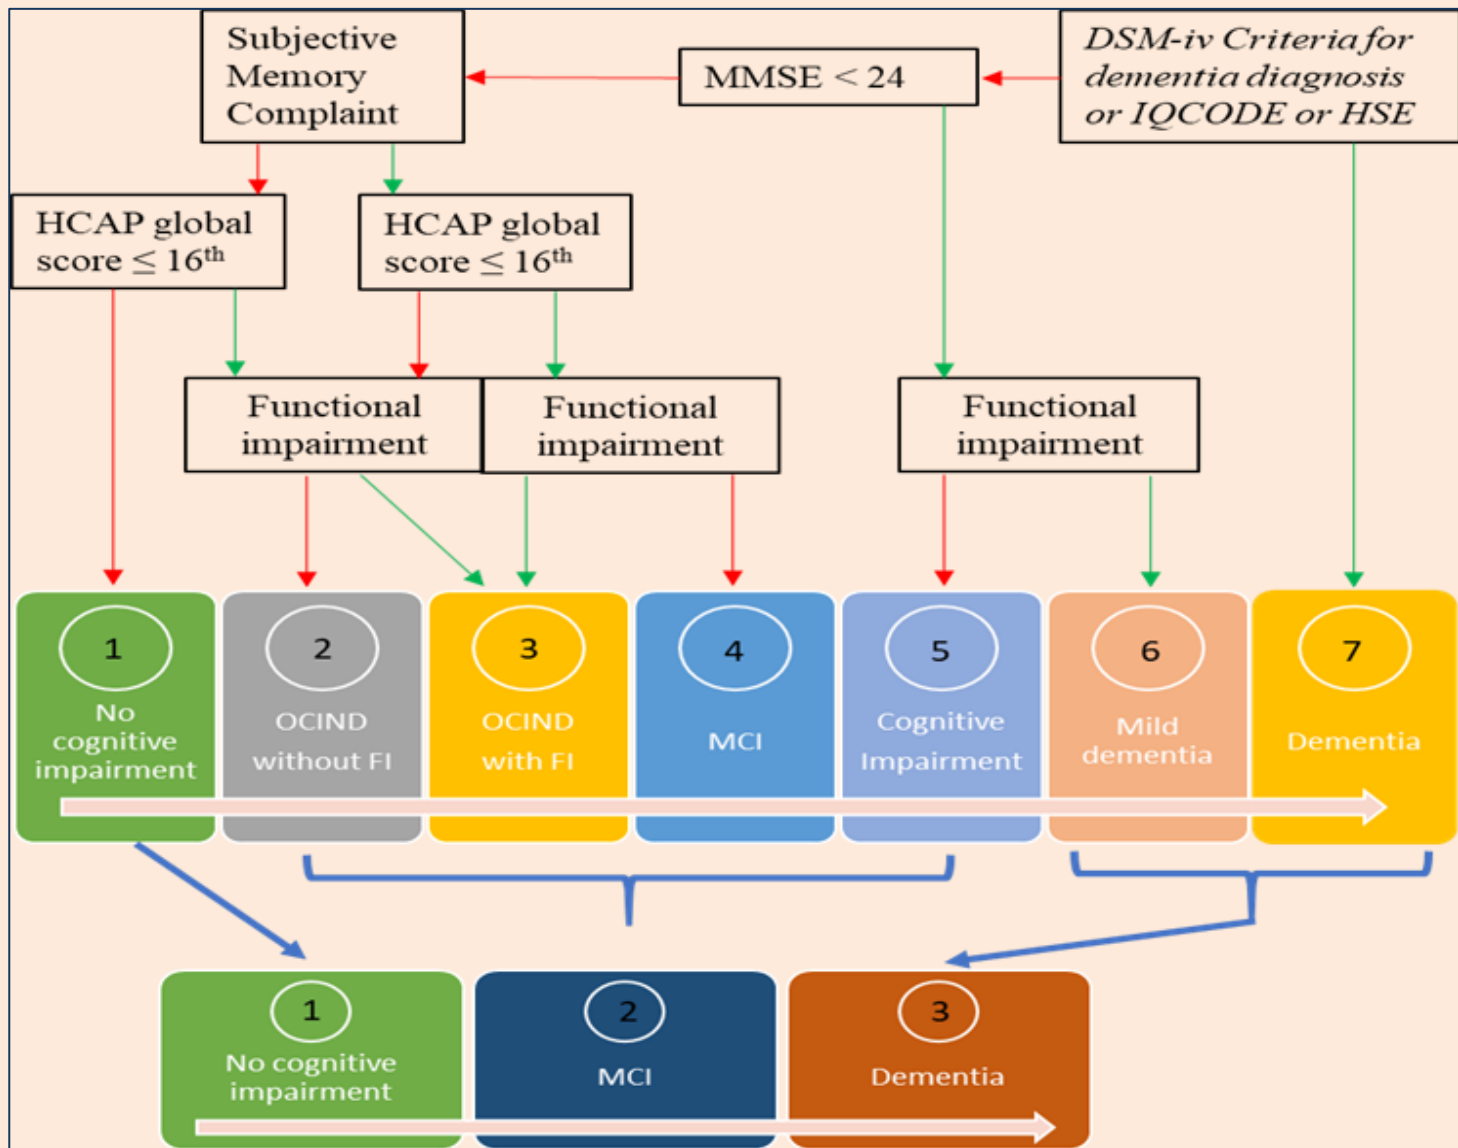 Subjective
Memory
Complaint
MMSE < 24
DSM-iv Criteria for
dementia diagnosis
or IQCODE or HSE
HCAP global
score ≤ 16th
HCAP global
score ≤ 16th
Functional
impairment
Functional
impairment
Functional
impairment
1
No
cognitive
impairment
2
OCIND
without FI
3
OCIND
with FI
4
MCI
5
Cognitive
Impairment
6
Mild
dementia
7
Dementia
1
No cognitive
impairment
2
MCI
3
Dementia